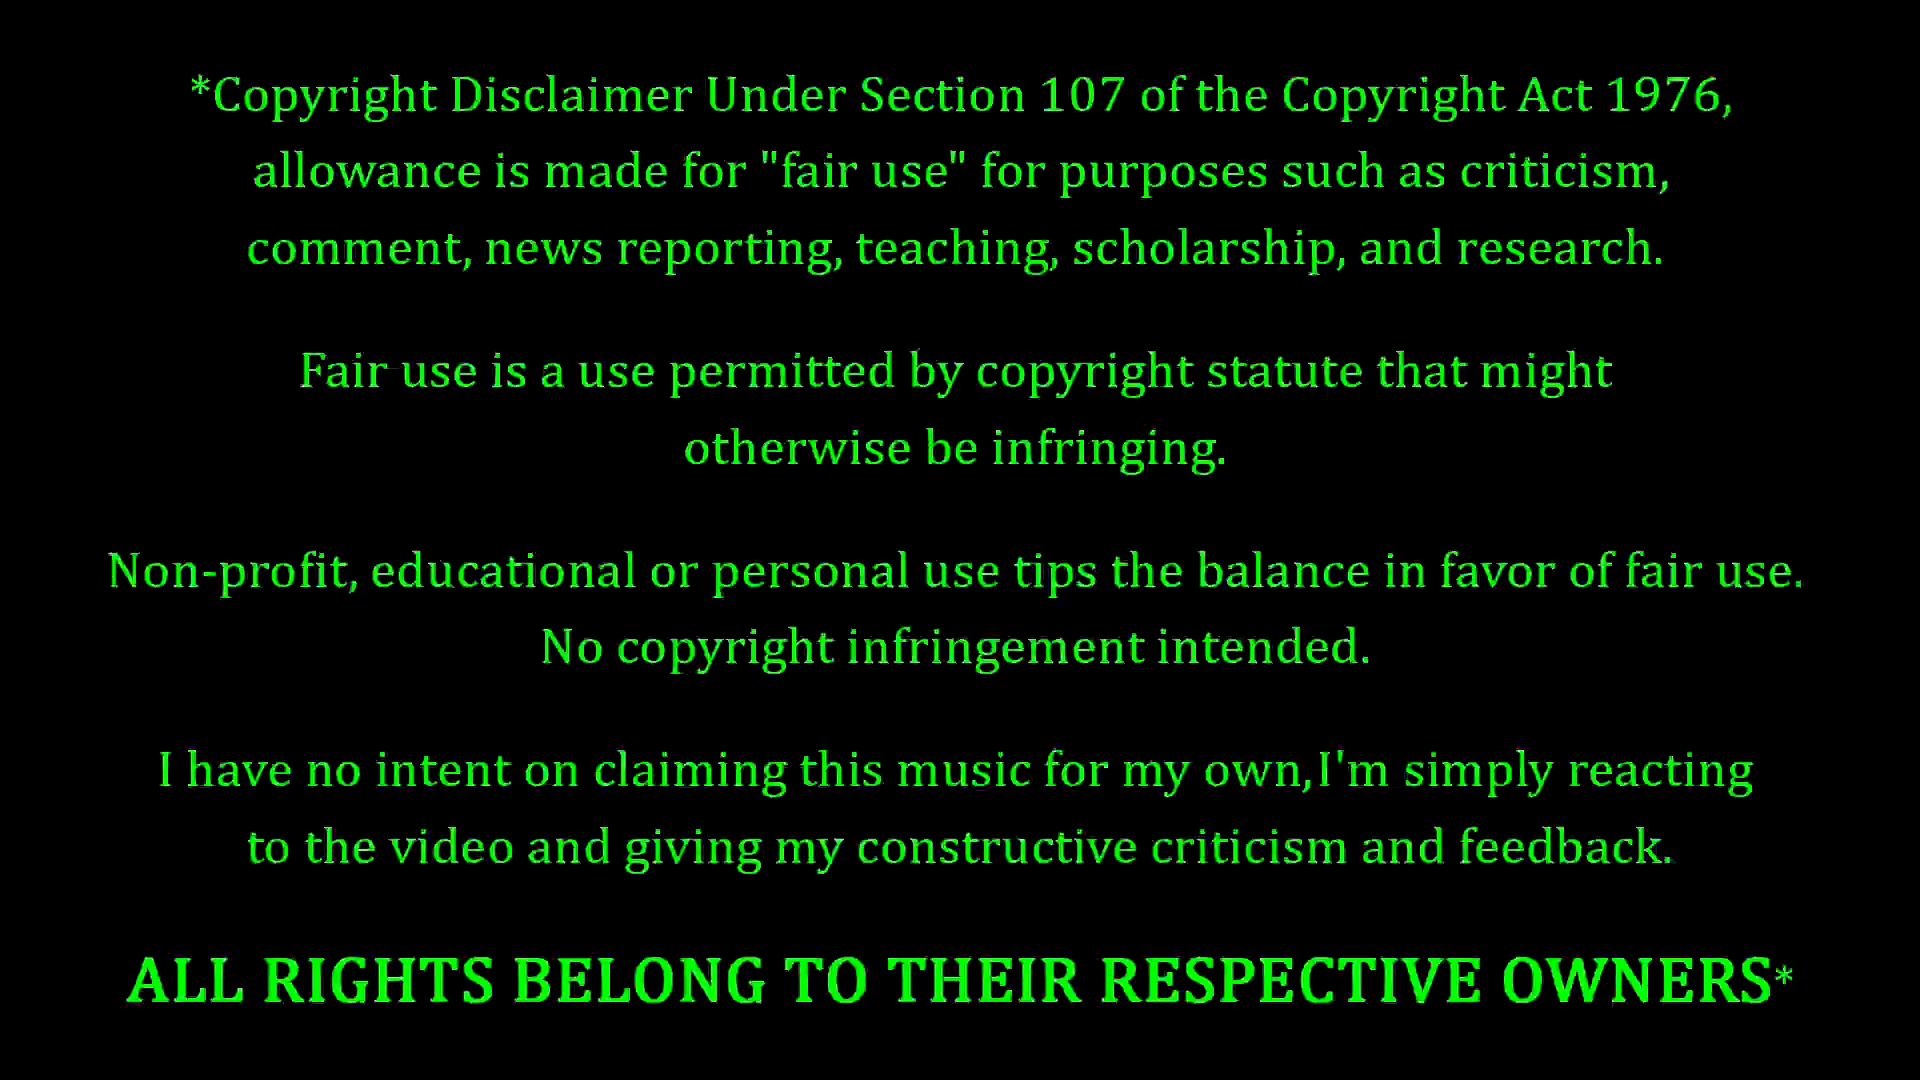 *Copyright Disclaimer Under Section 107 of the Copyright Act 1976,
allowance is made for "fair use" for purposes such as criticism,
comment, news reporting, teaching, scholarship, and research.
Fair use is a use permitted by copyright statute that might
otherwise be infringing.
Non-profit, educational or personal use tips the balance in favor of fair use.
No copyright infringement intended.
I have no intent on claiming this music for my own,I'm simply reacting
to the video and giving my constructive criticism and feedback.
ALL RIGHTS BELONG TO THEIR RESPECTIVE OWNERS*